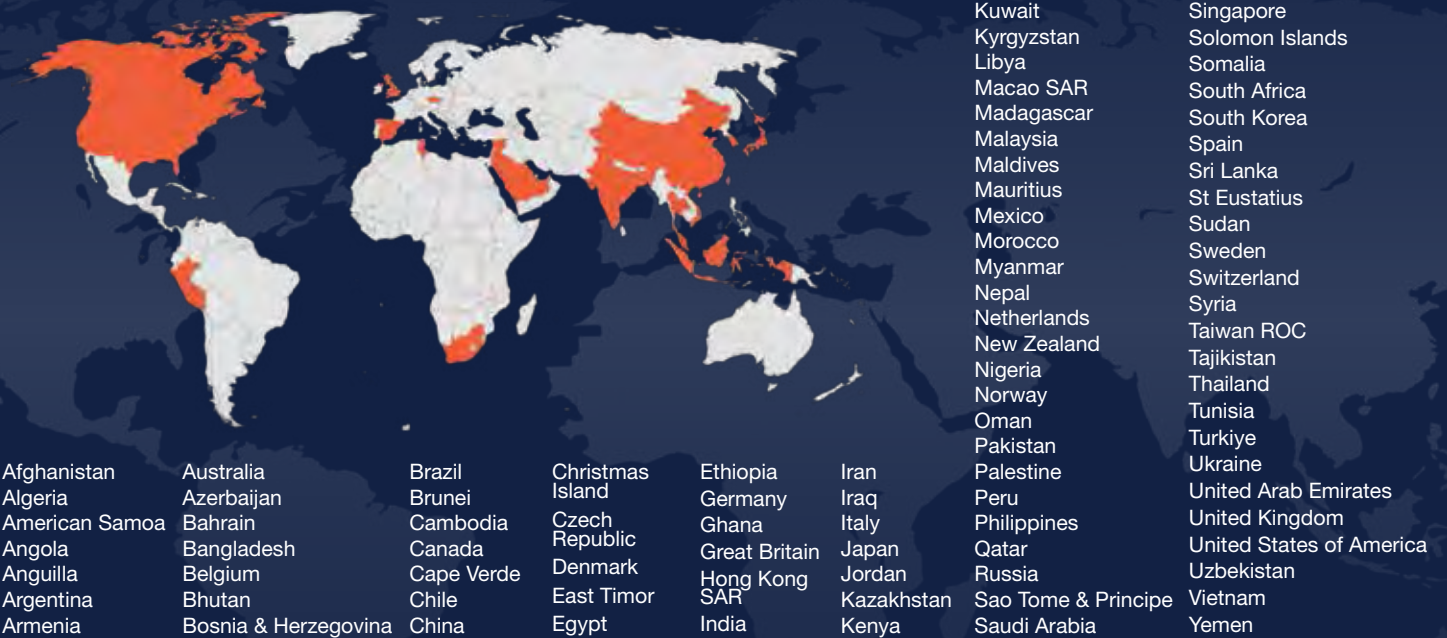 Afghanistan
Algeria
American Samoa
Angola
Anguilla
Argentina
Armenia
Australia
Azerbaijan
Bahrain
Bangladesh
Belgium
Bhutan
Bosnia & Herzegovina
Brazil
Brunei
Cambodia
Canada
Cape Verde
Chile
China
Christmas
Island
Czech
Republic
Denmark
East Timor
Egypt
Ethiopia
Germany
Ghana
Great Britain
Hong Kong
SAR
India
Iran
Iraq
Italy
Japan
Jordan
Kazakhstan
Kenya
Kuwait
Kyrgyzstan
Libya
Macao SAR
Madagascar
Malaysia
Maldives
Mauritius
Mexico
Morocco
Myanmar
Nepal
Netherlands
New Zealand
Nigeria
Norway
Oman
Pakistan
Palestine
Peru
Philippines
Qatar
Russia
Sao Tome & Principe
Saudi Arabia
Singapore
Solomon Islands
Somalia
South Africa
South Korea
Spain
Sri Lanka
St Eustatius
Sudan
Sweden
Switzerland
Syria
Taiwan ROC
Tajikistan
Thailand
Tunisia
Turkiye
Ukraine
United Arab Emirates
United Kingdom
United States of America
Uzbekistan
Vietnam
Yemen